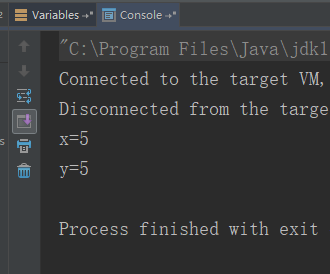 2 Variables Console
"C:\Program Files\Java\jdk1
Connected to the target VM,
Disconnected from the targe
x=5
y=5
Process finished with exit